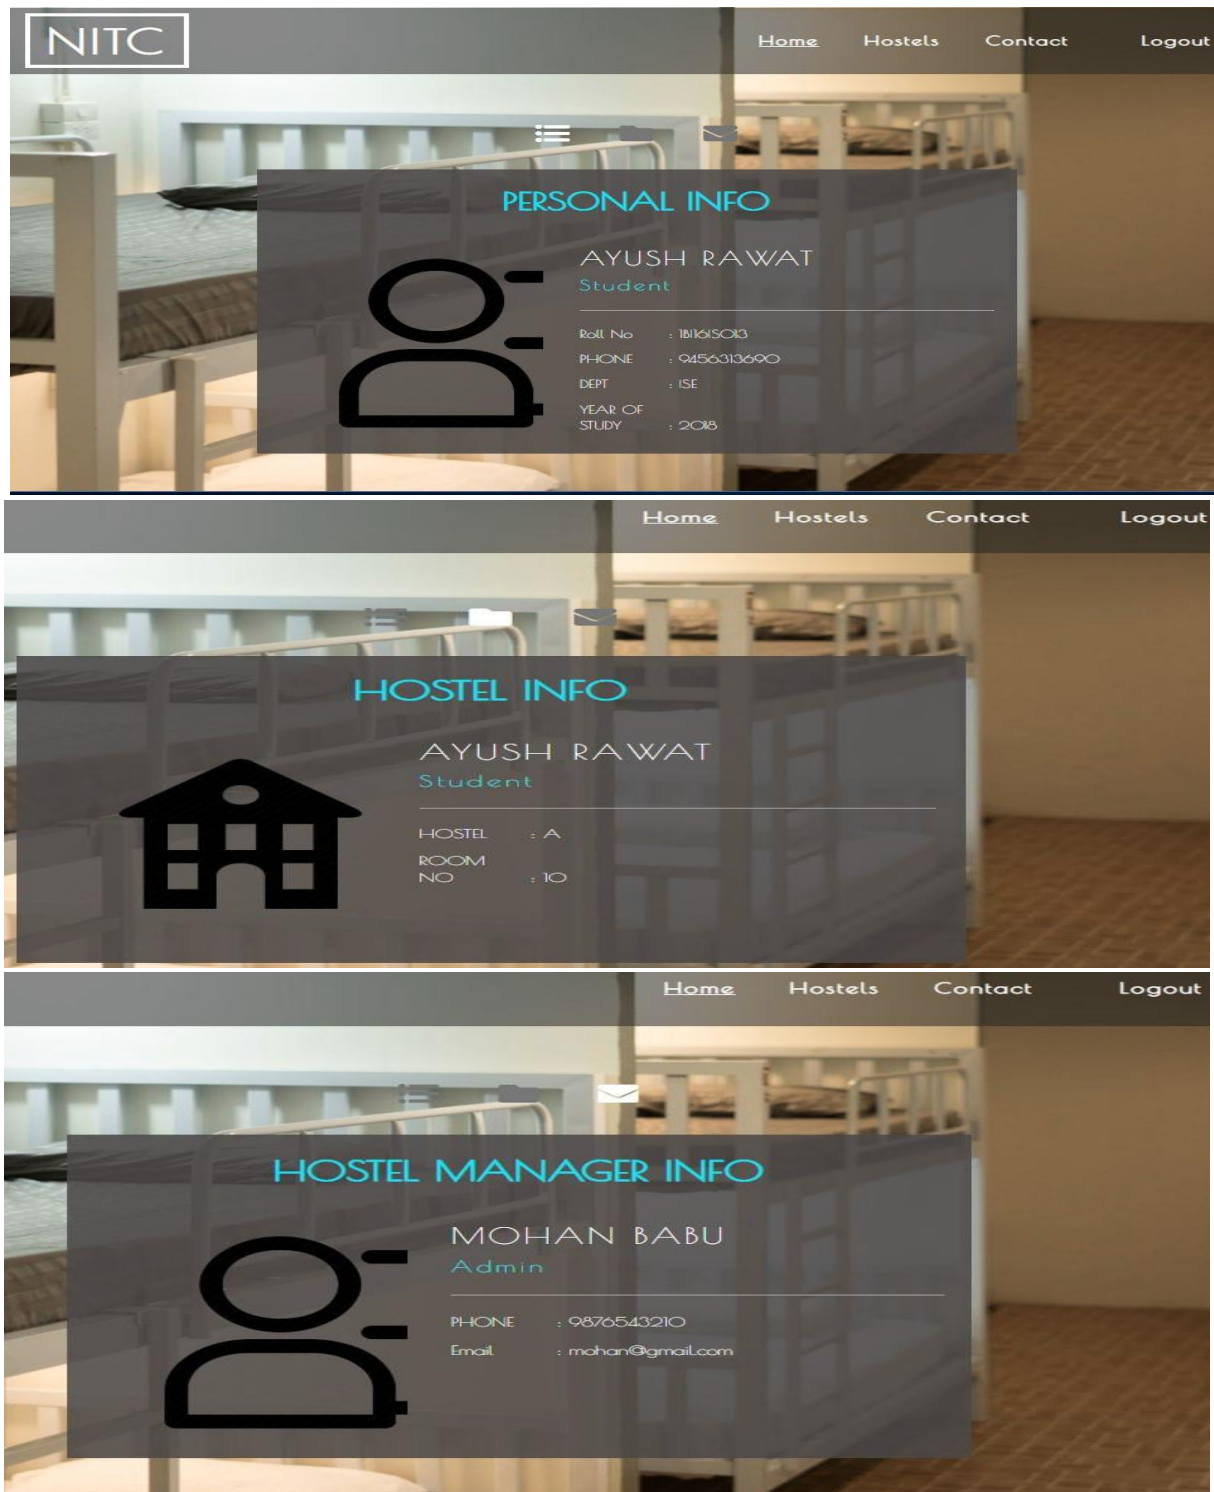 NITC
Home Hostels Contact Logout
PERSONAL INFO
AYUSH RAWAT
Student
Roll No : 1BI16IS013
PHONE : 9456313690
DEPT : ISE
YEAR OF
STUDY : 2018
Home Hostels Contact Logout
HOSTEL INFO
AYUSH RAWAT
Student
HOSTEL : A
ROOM
NO : 10
Home Hostels Contact Logout
HOSTEL MANAGER INFO
MOHAN BABU
Admin
PHONE : 9876543210
Email : mohan@gmail.com